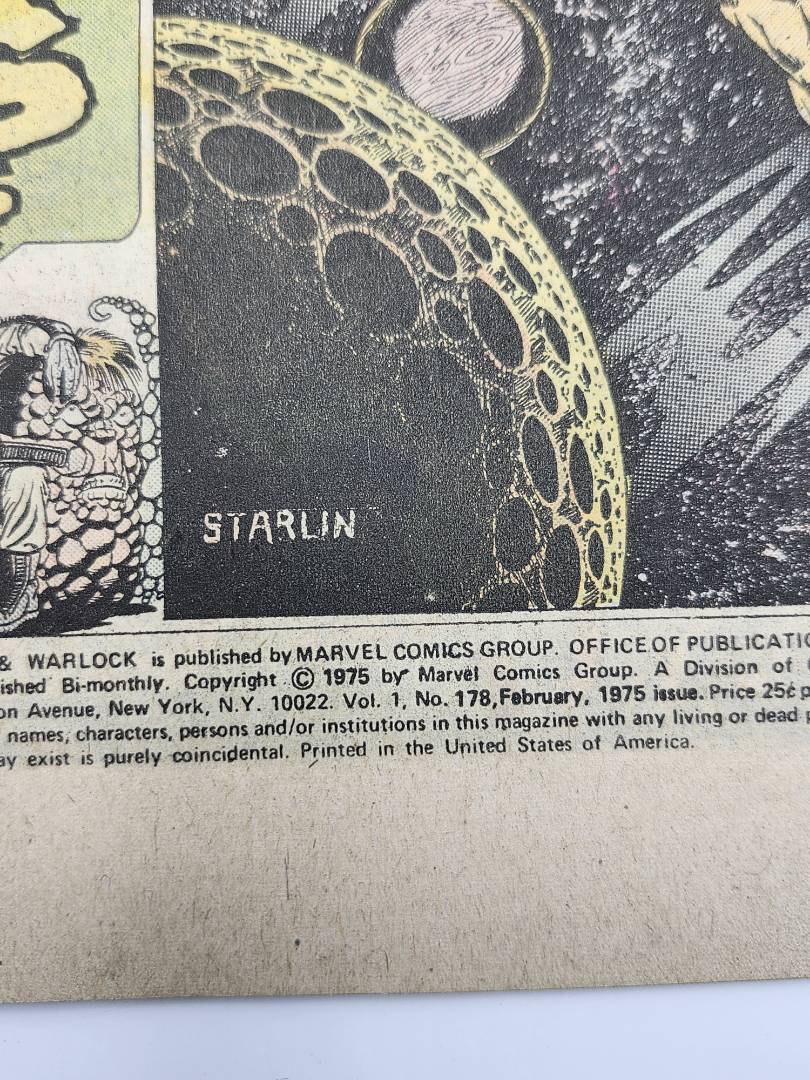 STARLIN
& WARLOCK is published by MARVEL COMICS GROUP. OFFICE OF PUBLICATIO
ished Bi-monthly. Copyright © 1975 by Marvel Comics Group. A Division of
on Avenue, New York, N.Y. 10022. Vol. 1, No. 178, February, 1975 issue. Price 25¢ p
names, characters, persons and/or institutions in this magazine with any living or dead p
ay exist is purely coincidental. Printed in the United States of America.